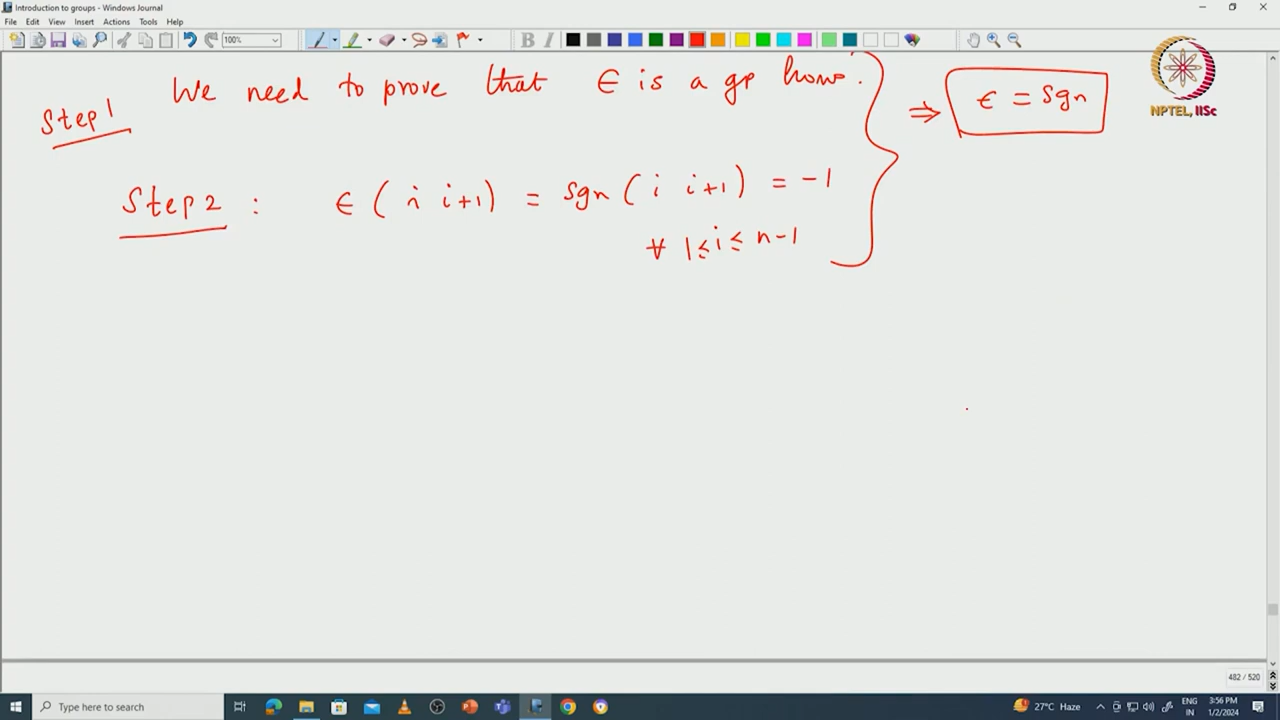 Introduction to groups - Windows Journal
File Edit View Insert Actions Tools Help
100%
B I
NPTEL, IISc
Step 1 We need to prove that ϵ is a gp homo. } ⇒ ϵ = sgn
Step 2 : ϵ ( i i+1) = sgn ( i i+1) = -1
∀ 1≤i≤ n-1
482 / 520
Type here to search
27°C Haze
ENG
IN
3:56 PM
1/2/2024